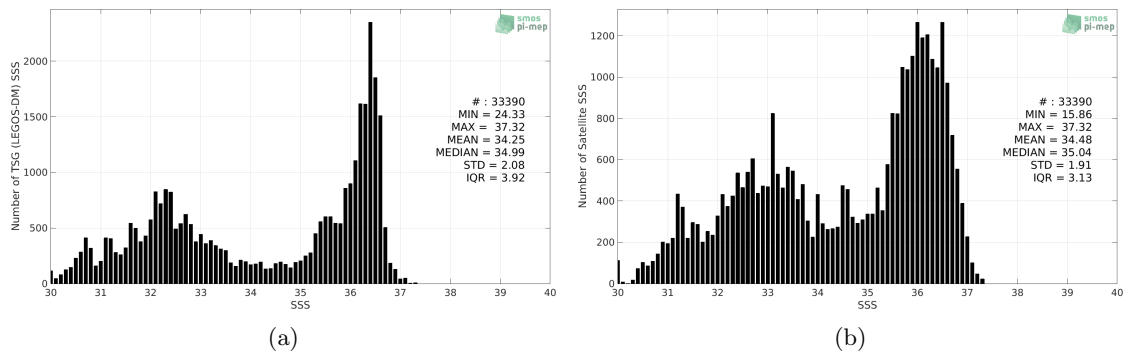 smos
pi-mep
Number of TSG (LEGOS-DM) SSS
2000
1500
1000
500
0
# : 33390
MIN = 24.33
MAX = 37.32
MEAN = 34.25
MEDIAN = 34.99
STD = 2.08
IQR = 3.92
30 31 32 33 34 35 36 37 38 39 40
SSS
(a)
smos
pi-mep
Number of Satellite SSS
1200
1000
800
600
400
200
0
# : 33390
MIN = 15.86
MAX = 37.32
MEAN = 34.48
MEDIAN = 35.04
STD = 1.91
IQR = 3.13
30 31 32 33 34 35 36 37 38 39 40
SSS
(b)